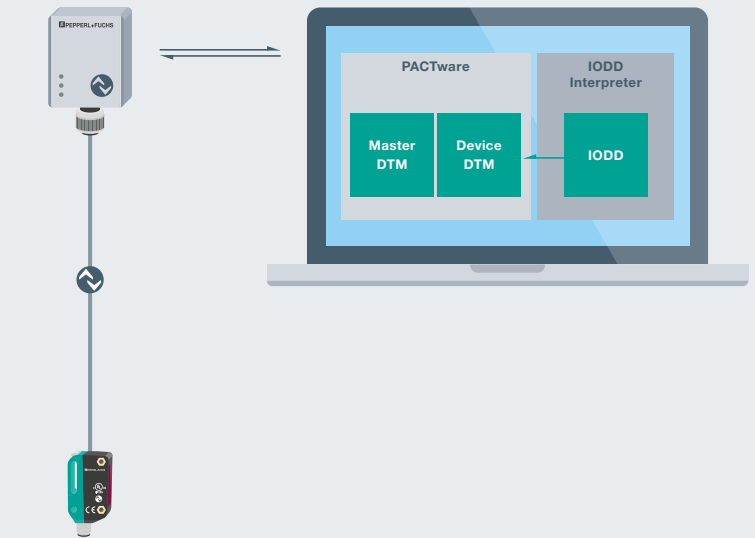 PEPPERL+FUCHS
PACTware
IODD
Interpreter
Master
DTM
Device
DTM
IODD